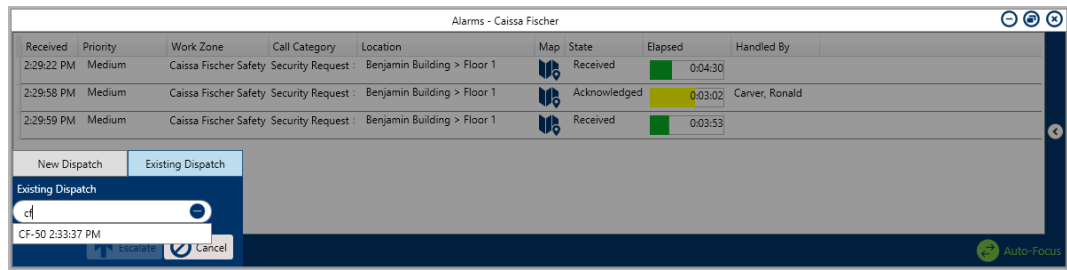 Alarms - Caissa Fischer
Received Priority Work Zone Call Category Location Map State Elapsed Handled By
2:29:22 PM Medium Caissa Fischer Safety Security Request : Benjamin Building > Floor 1 Received 0:04:30
2:29:58 PM Medium Caissa Fischer Safety Security Request : Benjamin Building > Floor 1 Acknowledged 0:03:02 Carver, Ronald
2:29:59 PM Medium Caissa Fischer Safety Security Request : Benjamin Building > Floor 1 Received 0:03:53
New Dispatch Existing Dispatch
Existing Dispatch
cf
CF-50 2:33:37 PM
Escalate Cancel
Auto-Focus